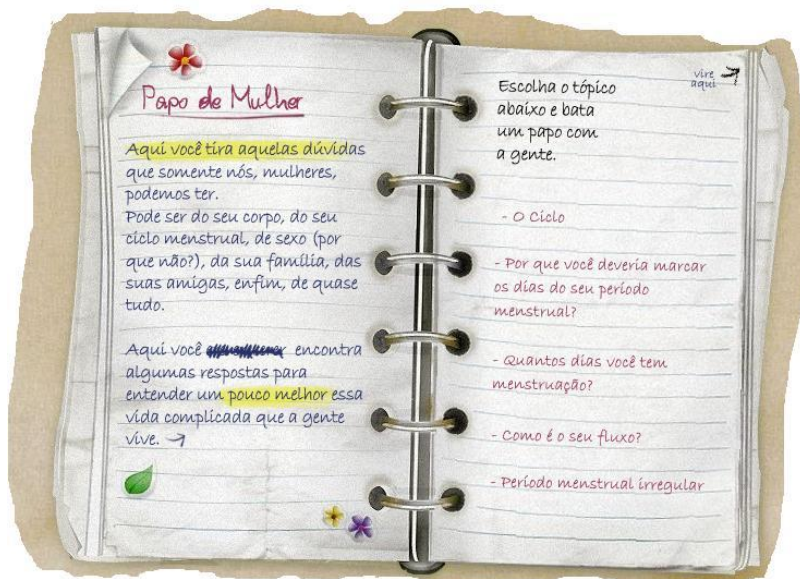 Papo de Mulher
Aqui você tira aquelas dúvidas
que somente nós, mulheres,
podemos ter.
Pode ser do seu corpo, do seu
ciclo menstrual, de sexo (por
que não?), da sua família, das
suas amigas, enfim, de quase
tudo.
Aqui você encontra
algumas respostas para
entender um pouco melhor essa
vida complicada que a gente
vive.
vire
aqui
Escolha o tópico
abaixo e bata
um papo com
a gente.
- O Ciclo
- Por que você deveria marcar
os dias do seu período
menstrual?
- Quantos dias você tem
menstruação?
- Como é o seu fluxo?
- Período menstrual irregular